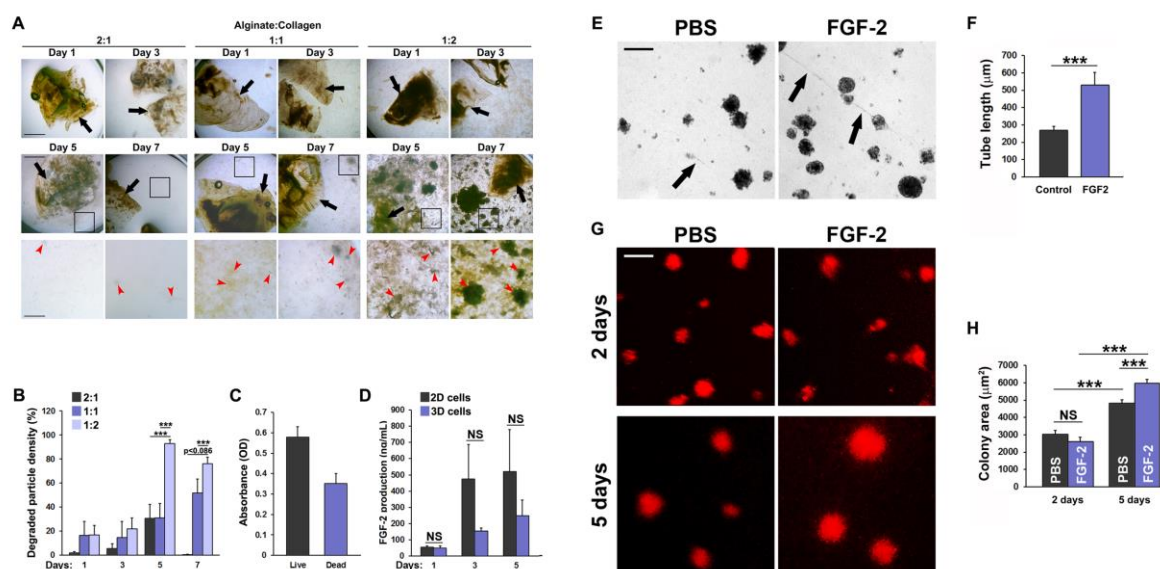 A
Alginate:Collagen
2:1 1:1 1:2
Day 1 Day 3 Day 1 Day 3 Day 1 Day 3
Day 5 Day 7 Day 5 Day 7 Day 5 Day 7
B
Degraded particle density (%)
2:1
1:1
1:2
100
90
80
70
60
50
40
30
20
10
0
***
***
***
p<0.086
Days: 1 3 5 7
C
Absorbance (OD)
0.7
0.6
0.5
0.4
0.3
0.2
0.1
0
Live Dead
D
2D cells
3D cells
FGF-2 production (ng/mL)
900
800
700
600
500
400
300
200
100
0
NS NS NS
Days: 1 3 5
E
PBS FGF-2
F
Tube length (μm)
700
600
500
400
300
200
100
0
***
Control FGF2
G
PBS FGF-2
2 days
5 days
H
Colony area (μm²)
7000
6000
5000
4000
3000
2000
1000
0
***
***
***
NS
PBS FGF-2 PBS FGF-2
2 days 5 days